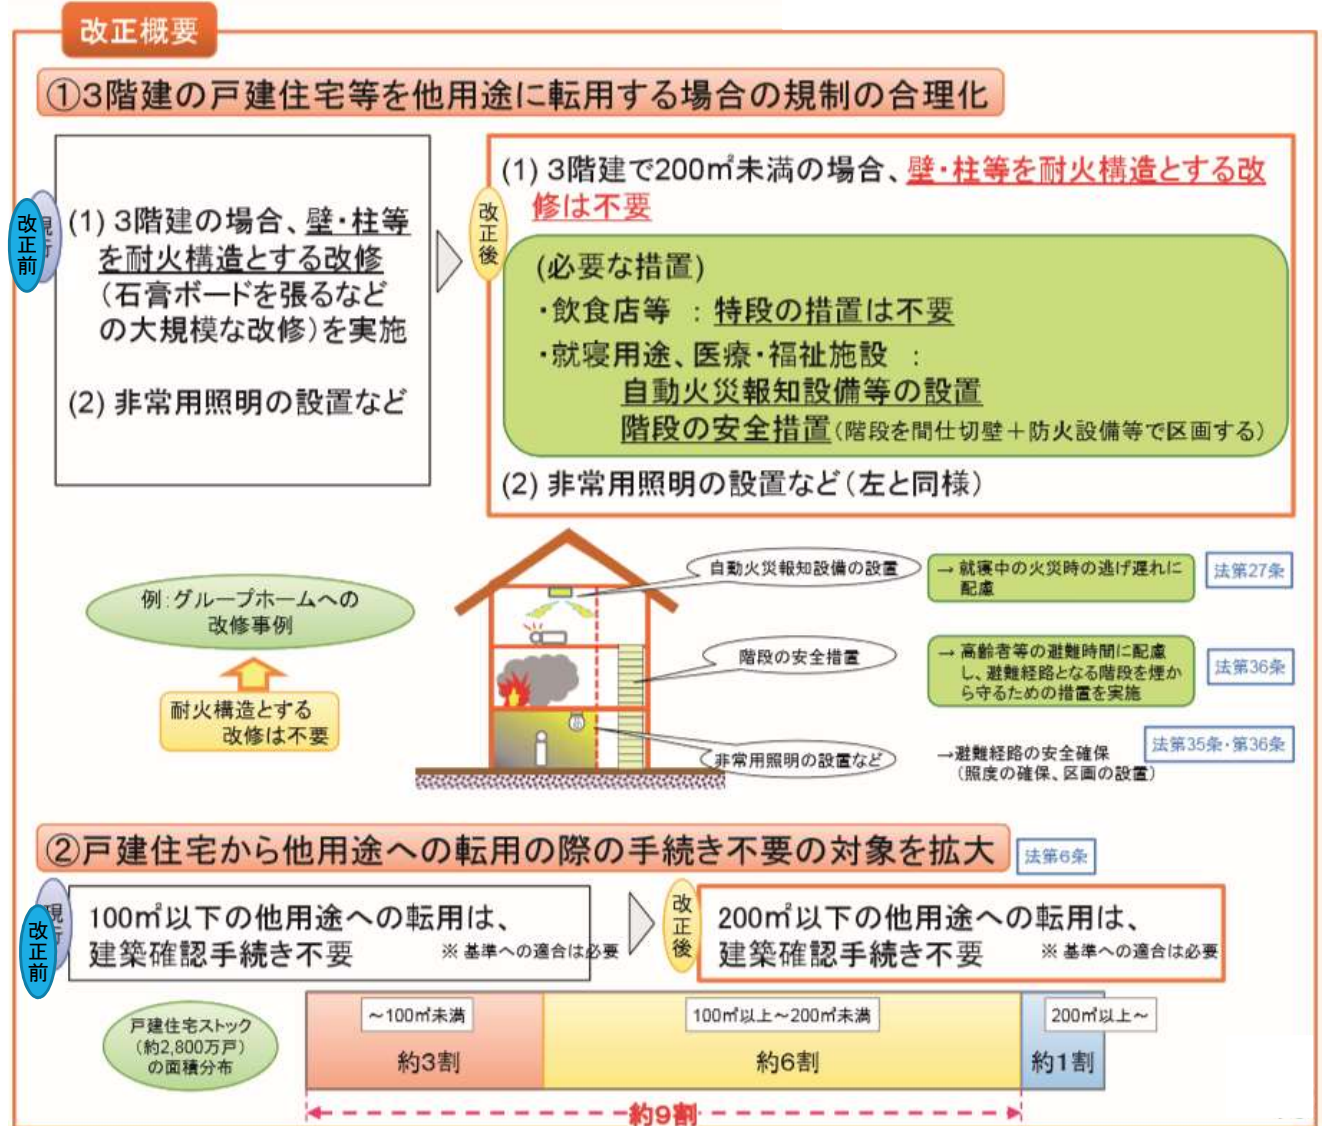 改正概要
①3階建の戸建住宅等を他用途に転用する場合の規制の合理化
改正前
(1) 3階建の場合、壁・柱等
を耐火構造とする改修
(石膏ボードを張るなど
の大規模な改修)を実施
(2) 非常用照明の設置など
改正後
(1) 3階建で200㎡未満の場合、壁・柱等を耐火構造とする改
修は不要
(必要な措置)
・飲食店等 : 特段の措置は不要
・就寝用途、医療・福祉施設 :
自動火災報知設備等の設置
階段の安全措置(階段を間仕切壁+防火設備等で区画する)
(2) 非常用照明の設置など(左と同様)
例:グループホームへの
改修事例
耐火構造とする
改修は不要
自動火災報知設備の設置
→ 就寝中の火災時の逃げ遅れに
配慮
法第27条
階段の安全措置
→ 高齢者等の避難時間に配慮
し、避難経路となる階段を煙か
ら守るための措置を実施
法第36条
非常用照明の設置など
→避難経路の安全確保
(照度の確保、区画の設置)
法第35条・第36条
②戸建住宅から他用途への転用の際の手続き不要の対象を拡大
法第6条
改正前
100㎡以下の他用途への転用は、
建築確認手続き不要 ※ 基準への適合は必要
改正後
200㎡以下の他用途への転用は、
建築確認手続き不要 ※ 基準への適合は必要
戸建住宅ストック
(約2,800万戸)
の面積分布
~100㎡未満
約3割
100㎡以上~200㎡未満
約6割
200㎡以上~
約1割
約9割